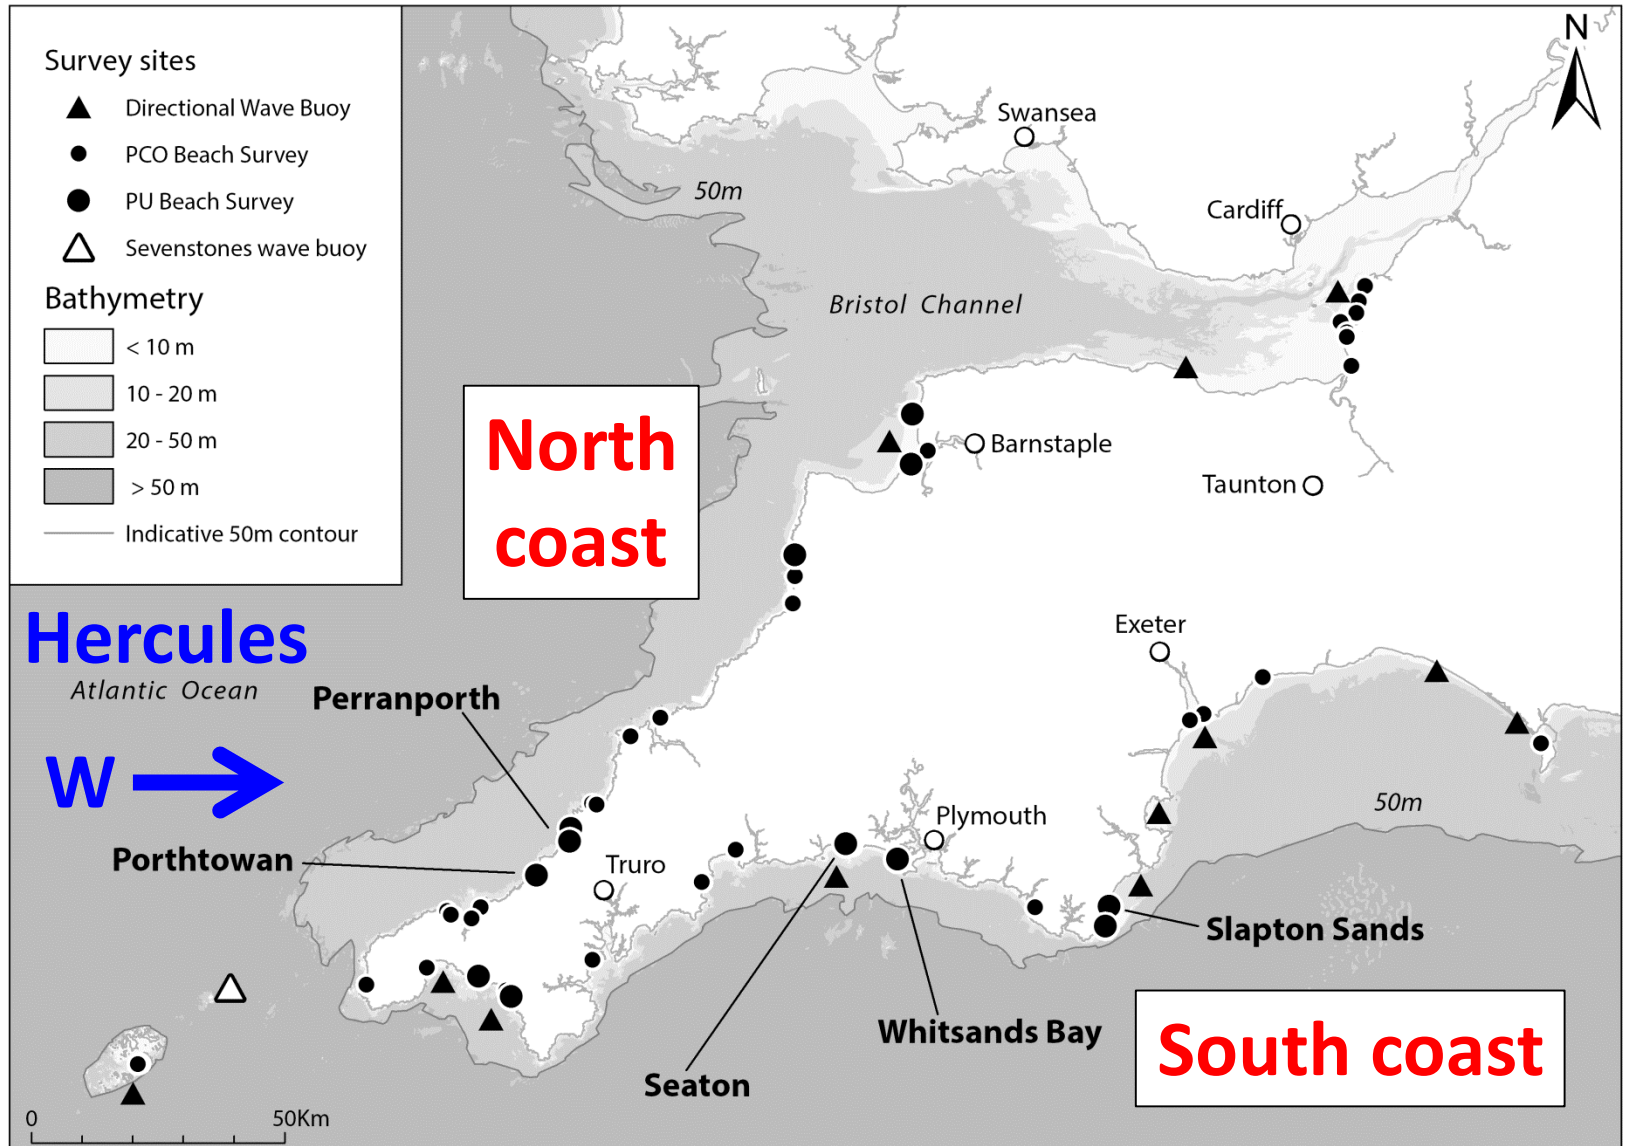 Survey sites
Directional Wave Buoy
PCO Beach Survey
PU Beach Survey
Sevenstones wave buoy
Bathymetry
< 10 m
10 - 20 m
20 - 50 m
> 50 m
Indicative 50m contour
N
Swansea
50m
Cardiff
Bristol Channel
North
coast
Barnstaple
Taunton
Hercules
Atlantic Ocean
Exeter
Perranporth
W
50m
Plymouth
Porthtowan
Truro
Slapton Sands
Whitsands Bay
South coast
Seaton
0
50Km